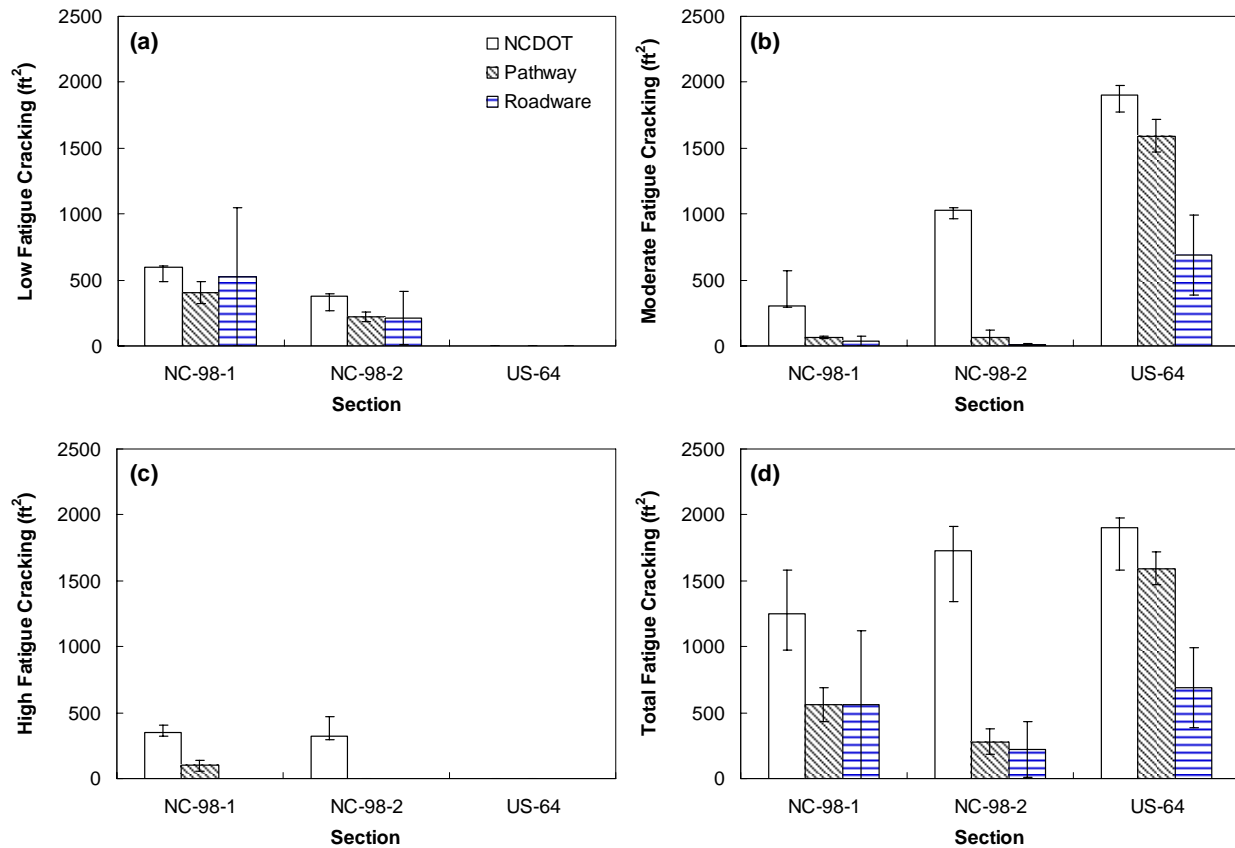 (a)
Low Fatigue Cracking (ft²)
2500
2000
1500
1000
500
0
NCDOT
Pathway
Roadware
NC-98-1 NC-98-2 US-64
Section
(b)
Moderate Fatigue Cracking (ft²)
2500
2000
1500
1000
500
0
NC-98-1 NC-98-2 US-64
Section
(c)
High Fatigue Cracking (ft²)
2500
2000
1500
1000
500
0
NC-98-1 NC-98-2 US-64
Section
(d)
Total Fatigue Cracking (ft²)
2500
2000
1500
1000
500
0
NC-98-1 NC-98-2 US-64
Section